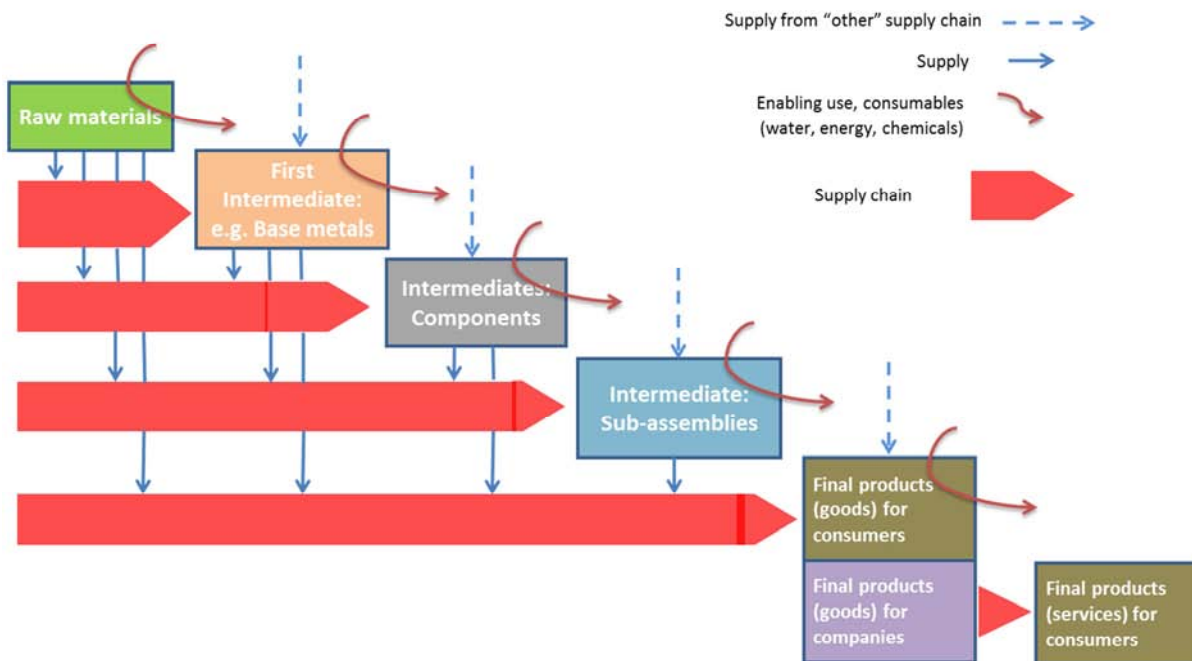 Supply from “other” supply chain
Supply
Enabling use, consumables
(water, energy, chemicals)
Supply chain
Raw materials
First
Intermediate:
e.g. Base metals
Intermediates:
Components
Intermediate:
Sub-assemblies
Final products
(goods) for
consumers
Final products
(goods) for
companies
Final products
(services) for
consumers